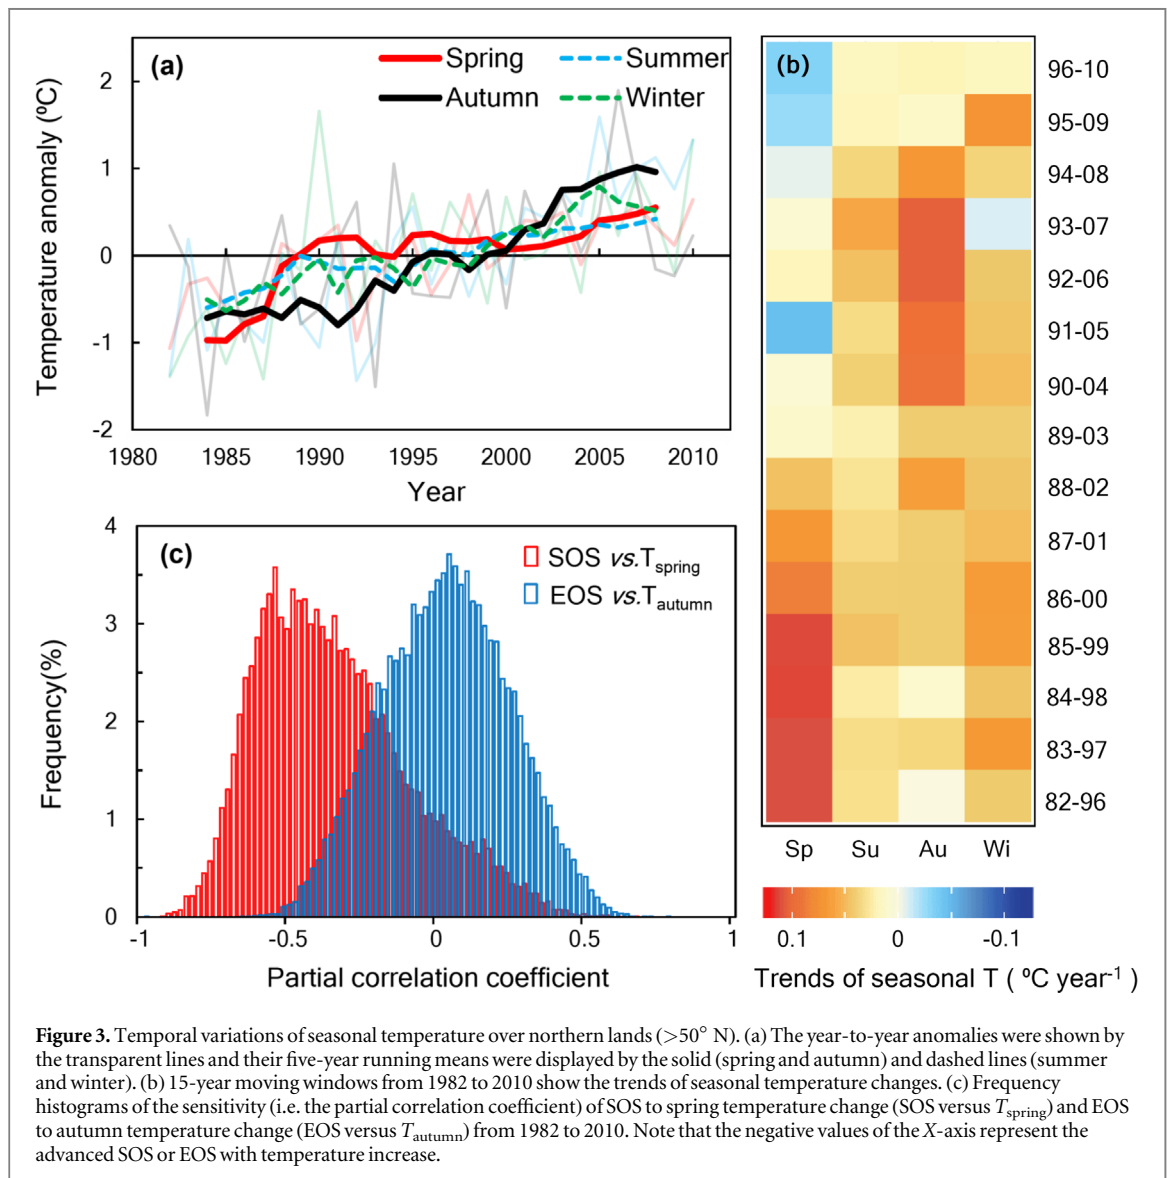 (a)
Spring
Summer
Autumn
Winter
Temperature anomaly (ºC)
2
1
0
-1
-2
1980 1985 1990 1995 2000 2005 2010
Year
(b)
96-10
95-09
94-08
93-07
92-06
91-05
90-04
89-03
88-02
87-01
86-00
85-99
84-98
83-97
82-96
Sp Su Au Wi
0.1 0 -0.1
Trends of seasonal T ( ºC year-1 )
(c)
SOS vs.Tspring
EOS vs.Tautumn
Frequency(%)
4
3
2
1
0
-1 -0.5 0 0.5 1
Partial correlation coefficient
Figure 3. Temporal variations of seasonal temperature over northern lands (>50° N). (a) The year-to-year anomalies were shown by
the transparent lines and their five-year running means were displayed by the solid (spring and autumn) and dashed lines (summer
and winter). (b) 15-year moving windows from 1982 to 2010 show the trends of seasonal temperature changes. (c) Frequency
histograms of the sensitivity (i.e. the partial correlation coefficient) of SOS to spring temperature change (SOS versus Tspring) and EOS
to autumn temperature change (EOS versus Tautumn) from 1982 to 2010. Note that the negative values of the X-axis represent the
advanced SOS or EOS with temperature increase.